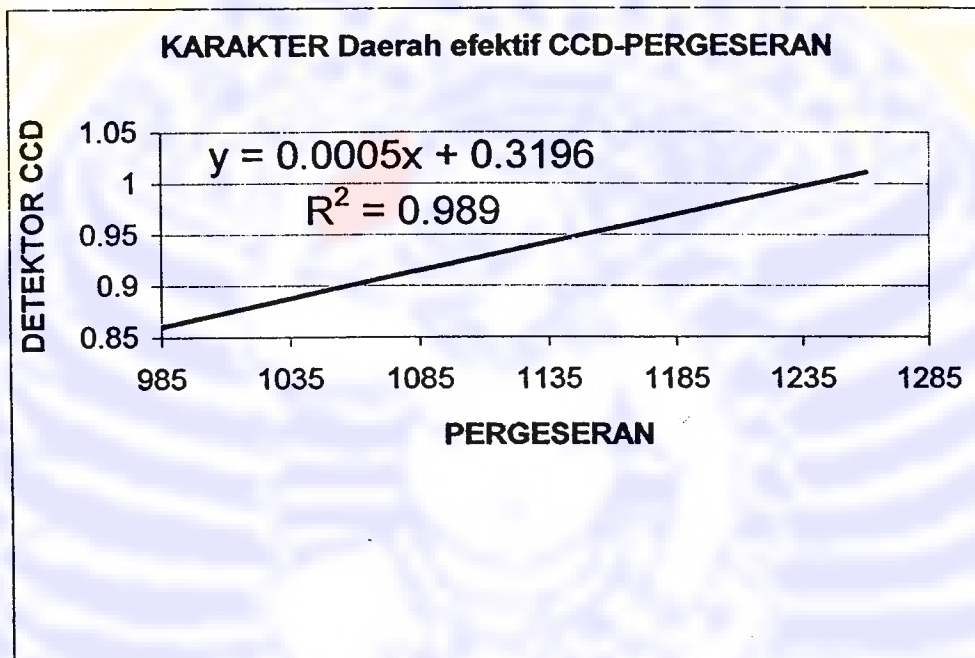 KARAKTER Daerah efektif CCD-PERGESERAN
DETEKTOR CCD
1.05
1
0.95
0.9
0.85
y = 0.0005x + 0.3196
R² = 0.989
985 1035 1085 1135 1185 1235 1285
PERGESERAN